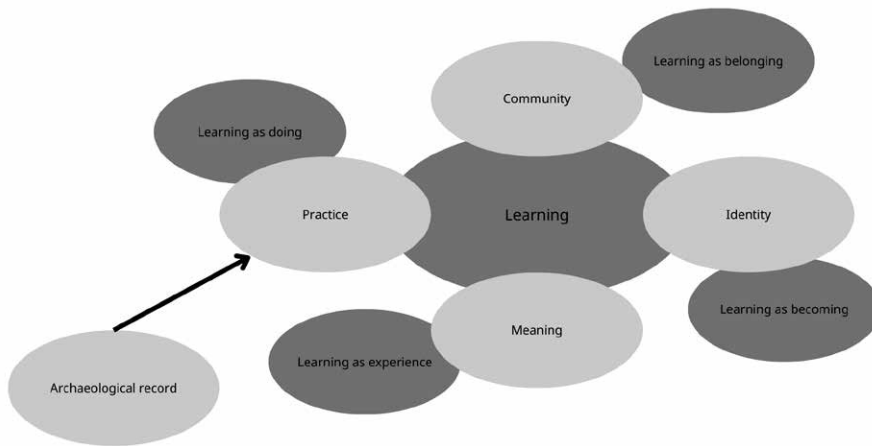 Learning as belonging
Community
Learning as doing
Practice
Learning
Identity
Learning as becoming
Meaning
Learning as experience
Archaeological record